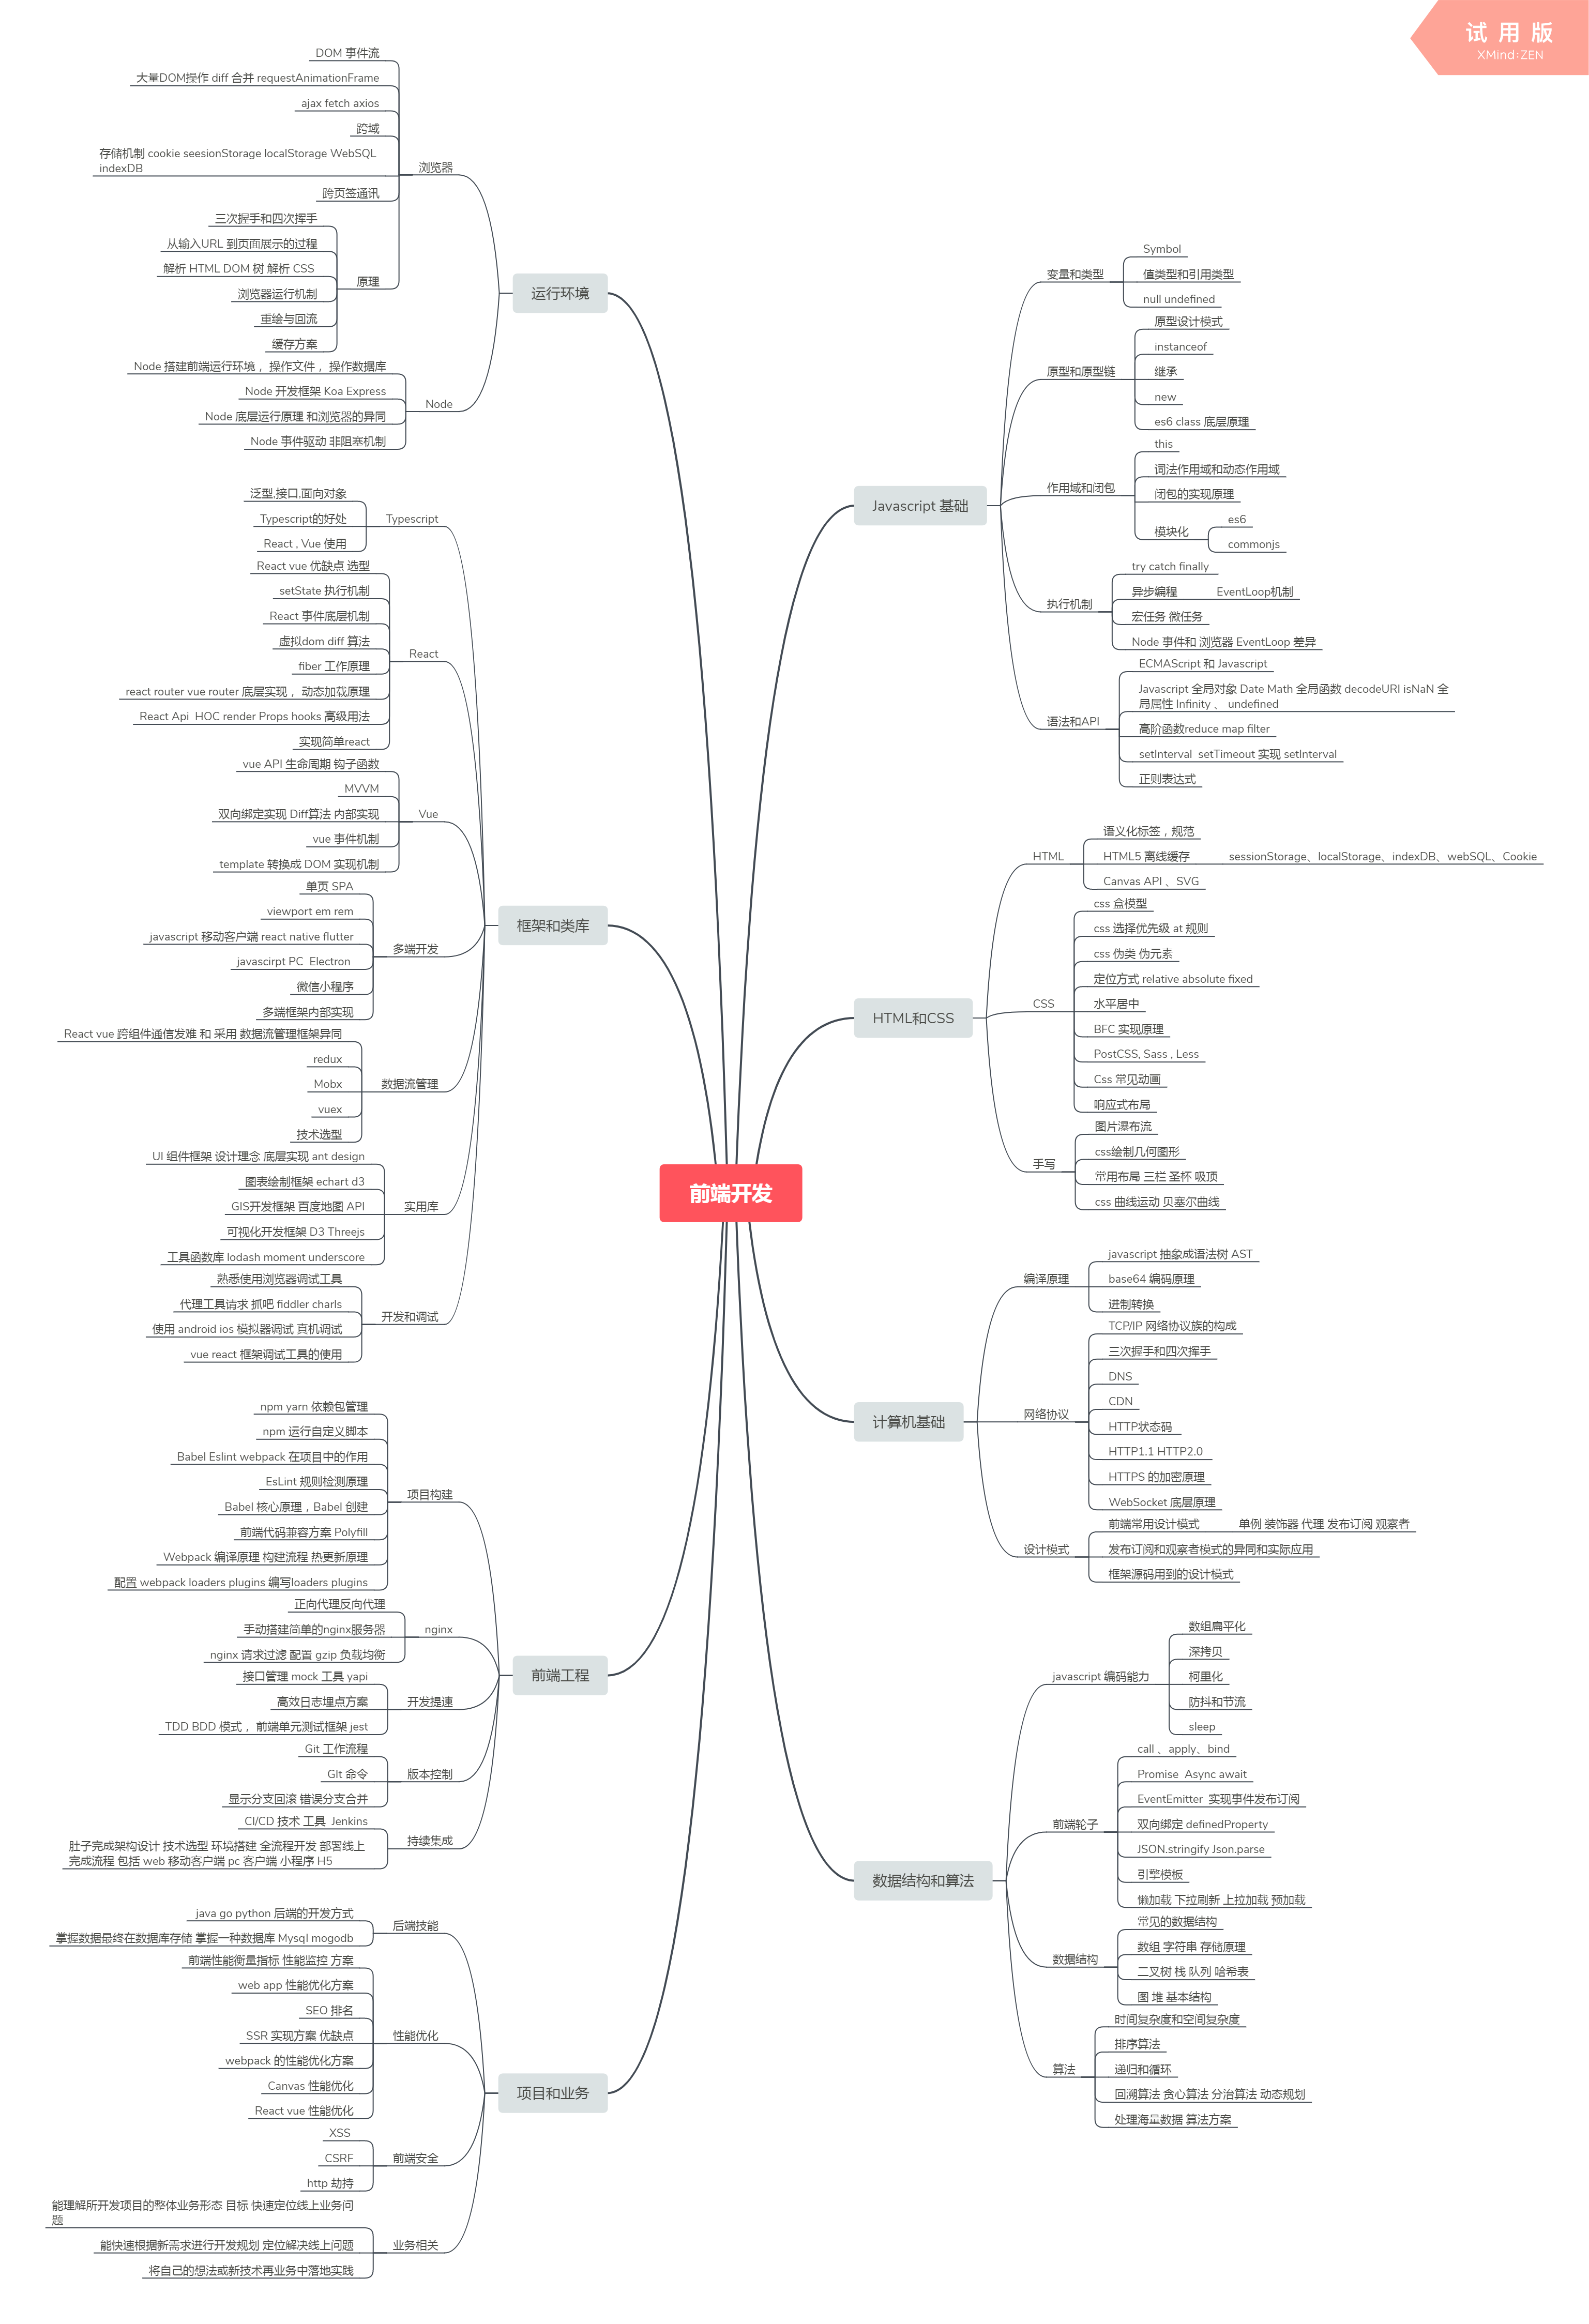 试 用 版
XMind:ZEN
前端开发
Javascript 基础
变量和类型
Symbol
值类型和引用类型
null undefined
原型和原型链
原型设计模式
instanceof
继承
new
es6 class 底层原理
作用域和闭包
this
词法作用域和动态作用域
闭包的实现原理
模块化
es6
commonjs
执行机制
try catch finally
异步编程
EventLoop机制
宏任务 微任务
Node 事件和 浏览器 EventLoop 差异
语法和API
ECMAScript 和 Javascript
Javascript 全局对象 Date Math 全局函数 decodeURI isNaN 全
局属性 Infinity 、 undefined
高阶函数reduce map filter
setInterval  setTimeout 实现 setInterval
正则表达式
HTML和CSS
HTML
语义化标签，规范
HTML5 离线缓存
sessionStorage、localStorage、indexDB、webSQL、Cookie
Canvas API 、SVG
CSS
css 盒模型
css 选择优先级 at 规则
css 伪类 伪元素
定位方式 relative absolute fixed
水平居中
BFC 实现原理
PostCSS, Sass , Less
Css 常见动画
响应式布局
手写
图片瀑布流
css绘制几何图形
常用布局 三栏 圣杯 吸顶
css 曲线运动 贝塞尔曲线
计算机基础
编译原理
javascript 抽象成语法树 AST
base64 编码原理
进制转换
网络协议
TCP/IP 网络协议族的构成
三次握手和四次挥手
DNS
CDN
HTTP状态码
HTTP1.1 HTTP2.0
HTTPS 的加密原理
WebSocket 底层原理
设计模式
前端常用设计模式
单例 装饰器 代理 发布订阅 观察者
发布订阅和观察者模式的异同和实际应用
框架源码用到的设计模式
数据结构和算法
javascript 编码能力
数组扁平化
深拷贝
柯里化
防抖和节流
sleep
前端轮子
call 、apply、bind
Promise  Async await
EventEmitter  实现事件发布订阅
双向绑定 definedProperty
JSON.stringify Json.parse
引擎模板
懒加载 下拉刷新 上拉加载 预加载
数据结构
常见的数据结构
数组 字符串 存储原理
二叉树 栈 队列 哈希表
图 堆 基本结构
算法
时间复杂度和空间复杂度
排序算法
递归和循环
回溯算法 贪心算法 分治算法 动态规划
处理海量数据 算法方案
运行环境
浏览器
DOM 事件流
大量DOM操作 diff 合并 requestAnimationFrame
ajax fetch axios
跨域
存储机制 cookie seesionStorage localStorage WebSQL
indexDB
跨页签通讯
原理
三次握手和四次挥手
从输入URL 到页面展示的过程
解析 HTML DOM 树 解析 CSS
浏览器运行机制
重绘与回流
缓存方案
Node
Node 搭建前端运行环境 ，操作文件 ，操作数据库
Node 开发框架 Koa Express
Node 底层运行原理 和浏览器的异同
Node 事件驱动 非阻塞机制
框架和类库
Typescript
泛型,接口,面向对象
Typescript的好处
React , Vue 使用
React
React vue 优缺点 选型
setState 执行机制
React 事件底层机制
虚拟dom diff 算法
fiber 工作原理
react router vue router 底层实现 ，动态加载原理
React Api  HOC render Props hooks 高级用法
实现简单react
Vue
vue API 生命周期 钩子函数
MVVM
双向绑定实现 Diff算法 内部实现
vue 事件机制
template 转换成 DOM 实现机制
多端开发
单页 SPA
viewport em rem
javascript 移动客户端 react native flutter
javascirpt PC  Electron
微信小程序
多端框架内部实现
数据流管理
React vue 跨组件通信发难 和 采用 数据流管理框架异同
redux
Mobx
vuex
技术选型
实用库
UI 组件框架 设计理念 底层实现 ant design
图表绘制框架 echart d3
GIS开发框架 百度地图 API
可视化开发框架 D3 Threejs
工具函数库 lodash moment underscore
开发和调试
熟悉使用浏览器调试工具
代理工具请求 抓吧 fiddler charls
使用 android ios 模拟器调试 真机调试
vue react 框架调试工具的使用
前端工程
项目构建
npm yarn 依赖包管理
npm 运行自定义脚本
Babel Eslint webpack 在项目中的作用
EsLint 规则检测原理
Babel 核心原理，Babel 创建
前端代码兼容方案 Polyfill
Webpack 编译原理 构建流程 热更新原理
配置 webpack loaders plugins 编写loaders plugins
nginx
正向代理反向代理
手动搭建简单的nginx服务器
nginx 请求过滤 配置 gzip 负载均衡
开发提速
接口管理 mock 工具 yapi
高效日志埋点方案
TDD BDD 模式 ，前端单元测试框架 jest
版本控制
Git 工作流程
GIt 命令
显示分支回滚 错误分支合并
持续集成
CI/CD 技术 工具  Jenkins
肚子完成架构设计 技术选型 环境搭建 全流程开发 部署线上
完成流程 包括 web 移动客户端 pc 客户端 小程序 H5
项目和业务
后端技能
java go python 后端的开发方式
掌握数据最终在数据库存储 掌握一种数据库 Mysql mogodb
性能优化
前端性能衡量指标 性能监控 方案
web app 性能优化方案
SEO 排名
SSR 实现方案 优缺点
webpack 的性能优化方案
Canvas 性能优化
React vue 性能优化
前端安全
XSS
CSRF
http 劫持
业务相关
能理解所开发项目的整体业务形态 目标 快速定位线上业务问
题
能快速根据新需求进行开发规划 定位解决线上问题
将自己的想法或新技术再业务中落地实践